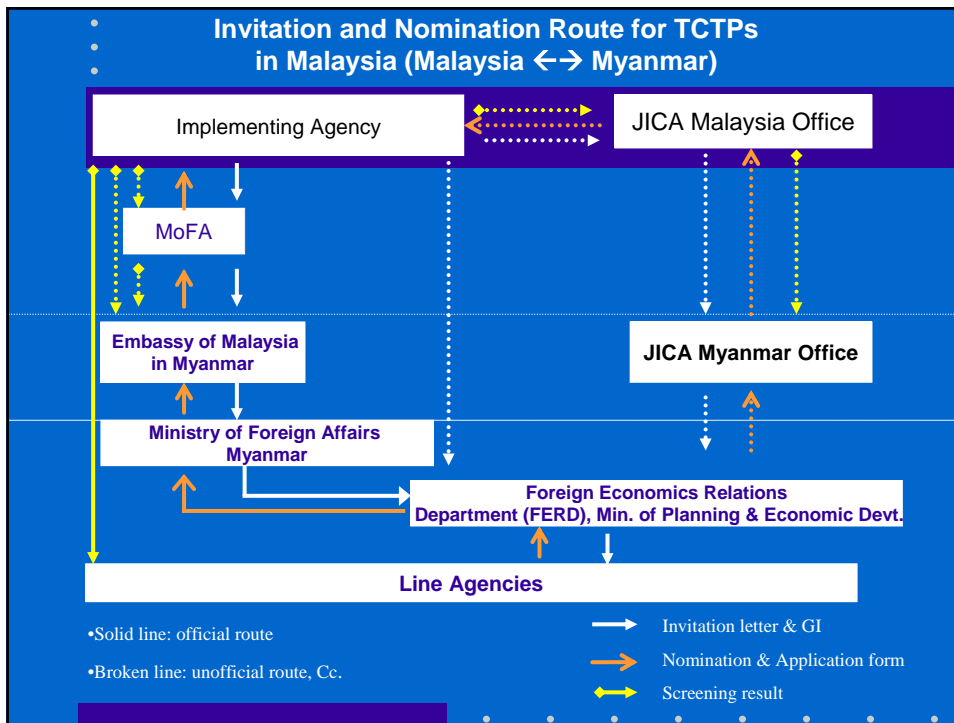 Invitation and Nomination Route for TCTPs
in Malaysia (Malaysia ←→ Myanmar)
Implementing Agency
JICA Malaysia Office
MoFA
Embassy of Malaysia
in Myanmar
JICA Myanmar Office
Ministry of Foreign Affairs
Myanmar
Foreign Economics Relations
Department (FERD), Min. of Planning & Economic Devt.
Line Agencies
•Solid line: official route
•Broken line: unofficial route, Cc.
Invitation letter & GI
Nomination & Application form
Screening result